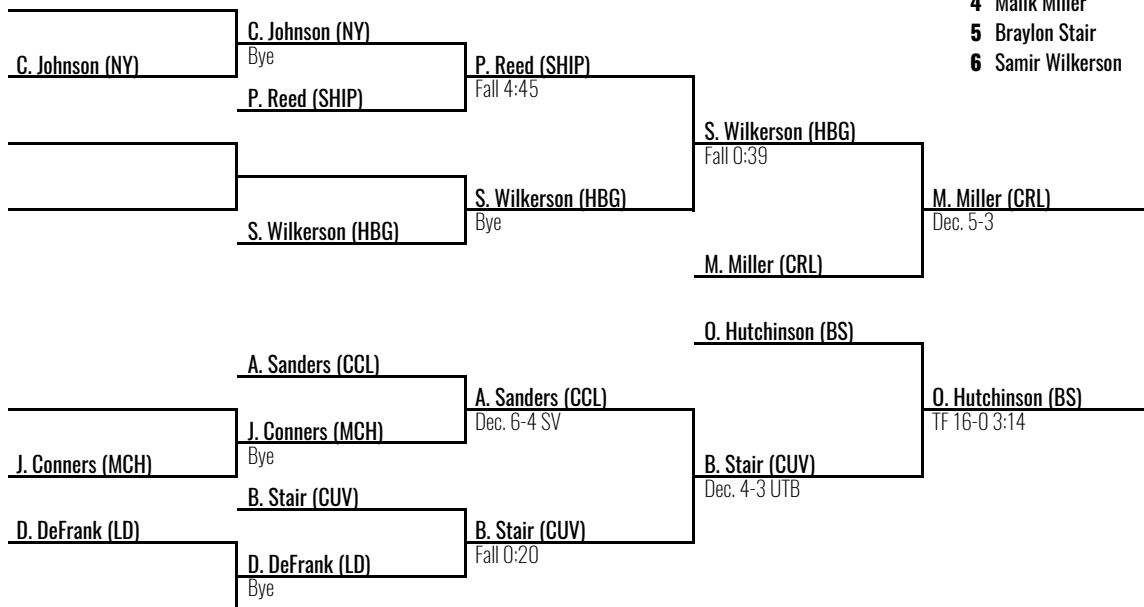 4 Malik Miller
5 Braylon Stair
6 Samir Wilkerson
C. Johnson (NY)
C. Johnson (NY)
Bye
P. Reed (SHIP)
P. Reed (SHIP)
Fall 4:45
S. Wilkerson (HBG)
S. Wilkerson (HBG)
Bye
S. Wilkerson (HBG)
Fall 0:39
M. Miller (CRL)
M. Miller (CRL)
Dec. 5-3
O. Hutchinson (BS)
A. Sanders (CCL)
J. Conners (MCH)
J. Conners (MCH)
Bye
A. Sanders (CCL)
Dec. 6-4 SV
B. Stair (CUV)
D. DeFrank (LD)
D. DeFrank (LD)
Bye
B. Stair (CUV)
Fall 0:20
B. Stair (CUV)
Dec. 4-3 UTB
O. Hutchinson (BS)
TF 16-0 3:14